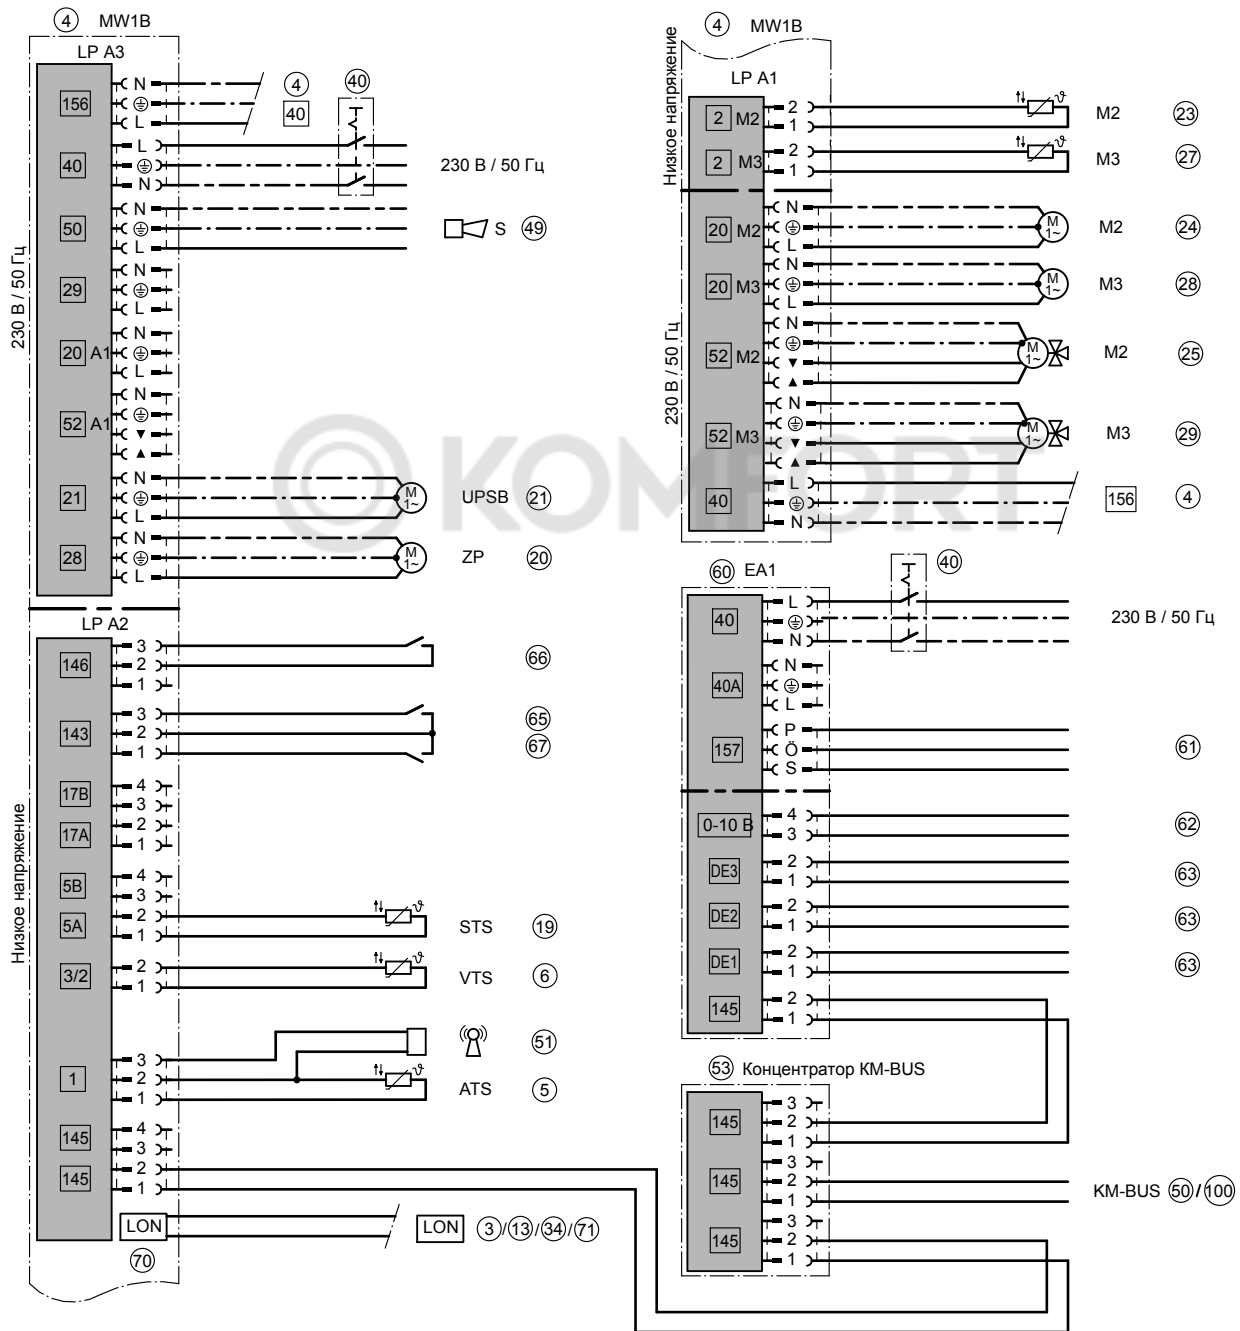 4 MW1B
LP A3
230 В / 50 Гц
156 N
L
4
40
40
40 L
N
230 В / 50 Гц
50 N
L
S 49
29 N
L
20 A1 N
L
52 A1 N
▼
▲
21 N
L
M
1~
UPSB 21
28 N
L
M
1~
ZP 20
LP A2
Низкое напряжение
146 3
2
1
66
143 3
2
1
65
67
17B 4
3
17A 2
1
5B 4
3
5A 2
1
↑↓ ϑ
STS 19
3/2 2
1
↑↓ ϑ
VTS 6
51
1 3
2
1
↑↓ ϑ
ATS 5
145 4
3
145 2
1
LON
LON 3/13/34/71
70
4 MW1B
LP A1
Низкое напряжение
2 M2 2
1
↑↓ ϑ
M2 23
2 M3 2
1
↑↓ ϑ
M3 27
230 В / 50 Гц
20 M2 N
L
M
1~
M2 24
20 M3 N
L
M
1~
M3 28
52 M2 N
▼
▲
M
1~
M2 25
52 M3 N
▼
▲
M
1~
M3 29
40 L
N
156 4
KOMFORT
60 EA1
40
40 L
N
230 В / 50 Гц
40A N
L
157 P
Ö
S
61
0-10 В 4
3
62
DE3 2
1
63
DE2 2
1
63
DE1 2
1
63
145 2
1
53 Концентратор KM-BUS
145 3
2
1
145 3
2
1
KM-BUS 50/100
145 3
2
1